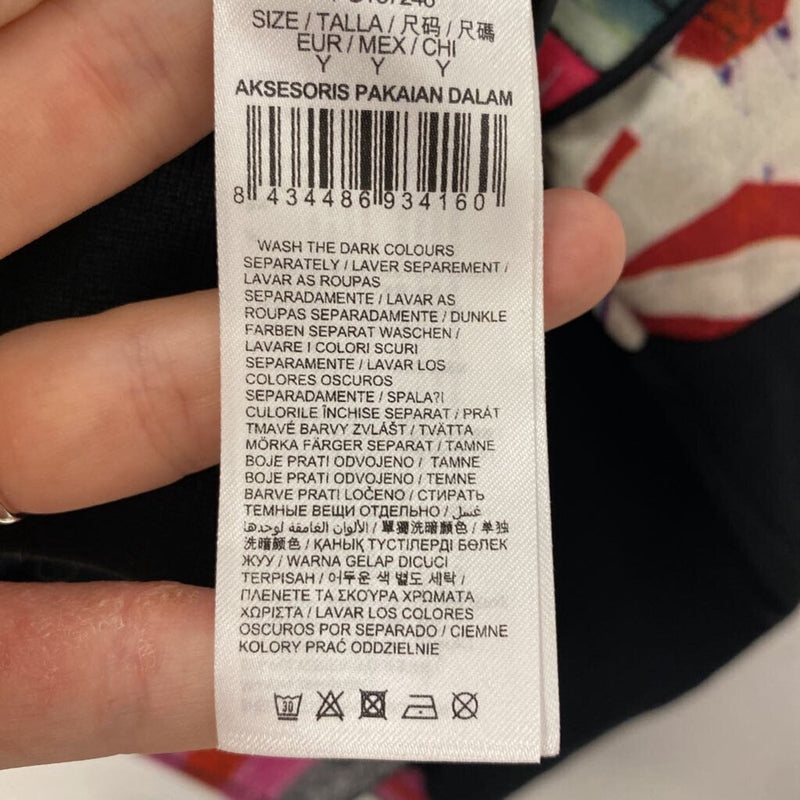 SIZE / TALLA / 尺码 / 尺碼
EUR / MEX / CHI
Y Y Y
AKSESORIS PAKAIAN DALAM
8 434486 934160
WASH THE DARK COLOURS
SEPARATELY / LAVER SEPAREMENT /
LAVAR AS ROUPAS
SEPARADAMENTE / LAVAR AS
ROUPAS SEPARADAMENTE / DUNKLE
FARBEN SEPARAT WASCHEN /
LAVARE I COLORI SCURI
SEPARAMENTE / LAVAR LOS
COLORES OSCUROS
SEPARADAMENTE / SPALA?I
CULORILE ÎNCHISE SEPARAT / PRÁT
TMAVÉ BARVY ZVLÁŠT / TVÄTTA
MÖRKA FÄRGER SEPARAT / TAMNE
BOJE PRATI ODVOJENO / TAMNE
BOJE PRATI ODVOJENO / TEMNE
BARVE PRATI LOČENO / СТИРАТЬ
ТЕМНЫЕ ВЕЩИ ОТДЕЛЬНО / غسل
الألوان الغامقة لوحدها / 單獨洗暗顏色 / 单独
洗暗颜色 / ҚАНЫҚ ТҮСТІЛЕРДІ БӨЛЕК
ЖУУ / WARNA GELAP DICUCI
TERPISAH / 어두운 색 별도 세탁 /
ΠΛΕΝΕΤΕ ΤΑ ΣΚΟΥΡΑ ΧΡΩΜΑΤΑ
ΧΩΡΙΣΤΑ / LAVAR LOS COLORES
OSCUROS POR SEPARADO / CIEMNE
KOLORY PRAĆ ODDZIELNIE
30